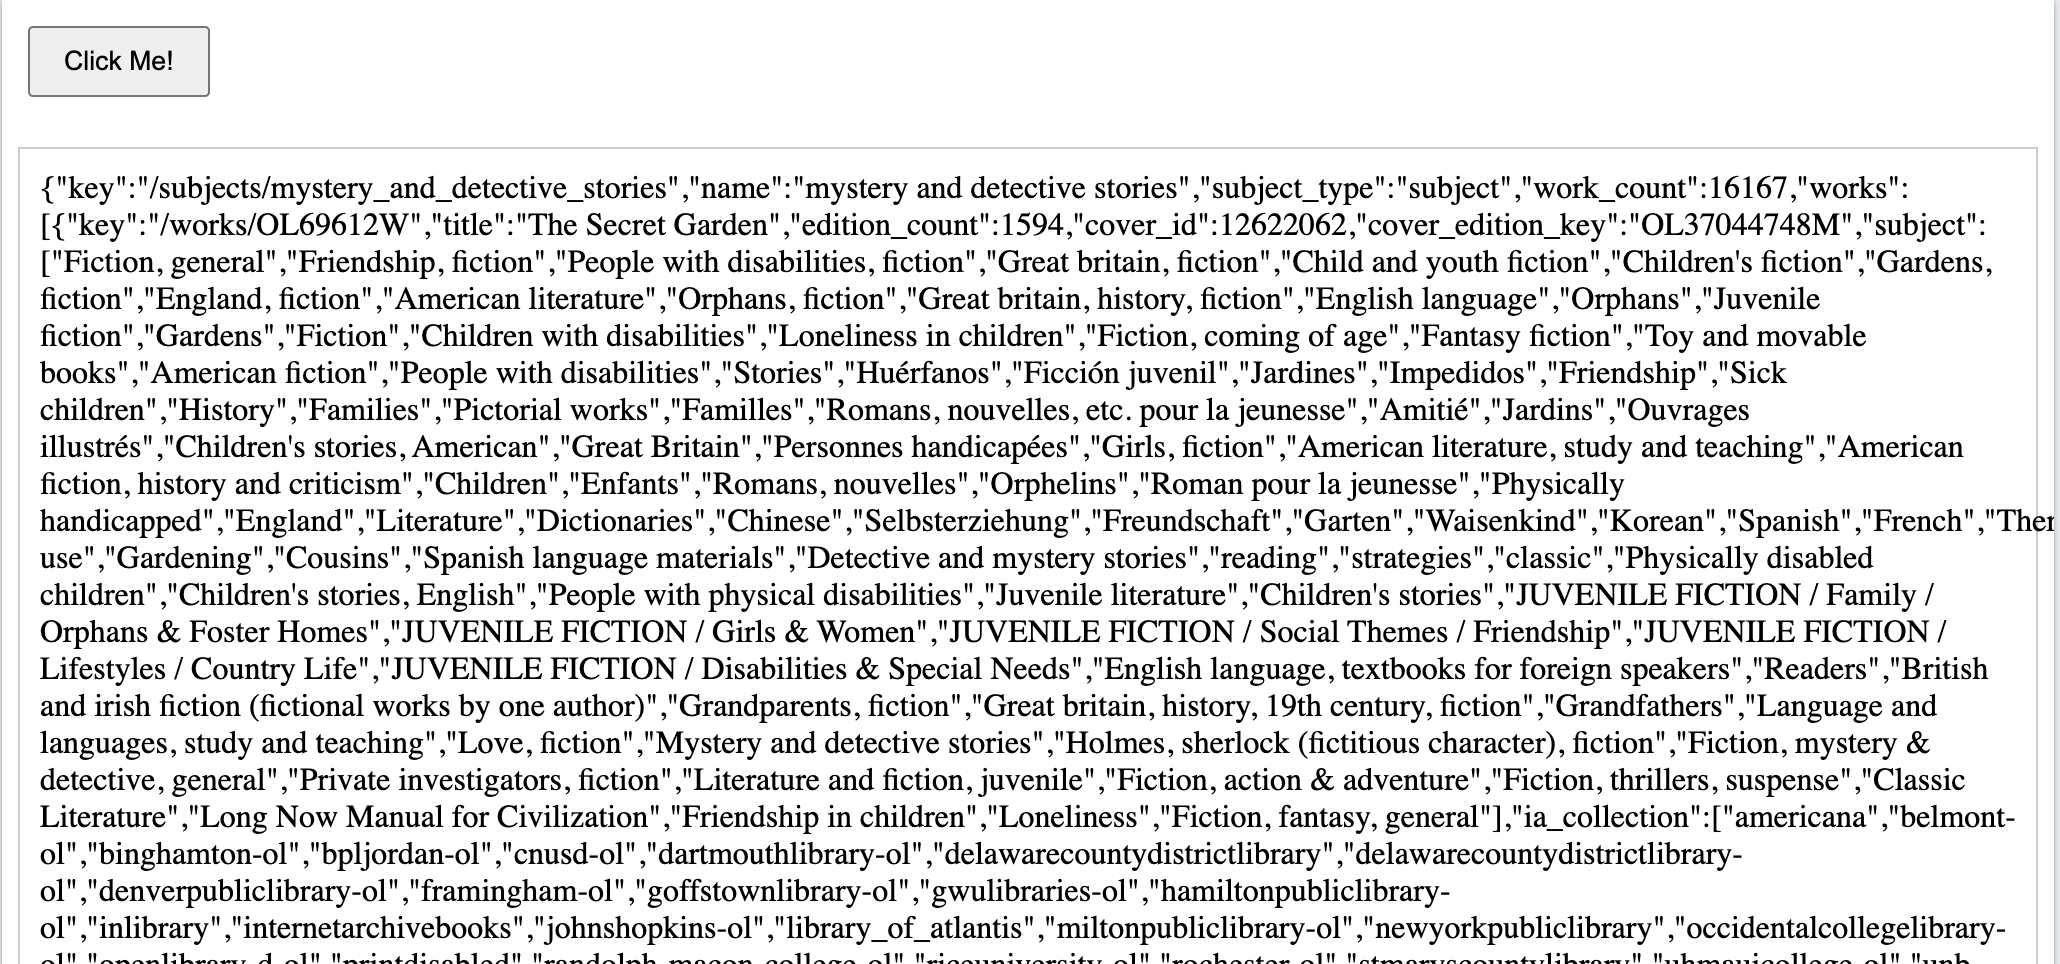 Click Me!
{"key":"/subjects/mystery_and_detective_stories","name":"mystery and detective stories","subject_type":"subject","work_count":16167,"works":
[{"key":"/works/OL69612W","title":"The Secret Garden","edition_count":1594,"cover_id":12622062,"cover_edition_key":"OL37044748M","subject":
["Fiction, general","Friendship, fiction","People with disabilities, fiction","Great britain, fiction","Child and youth fiction","Children's fiction","Gardens,
fiction","England, fiction","American literature","Orphans, fiction","Great britain, history, fiction","English language","Orphans","Juvenile
fiction","Gardens","Fiction","Children with disabilities","Loneliness in children","Fiction, coming of age","Fantasy fiction","Toy and movable
books","American fiction","People with disabilities","Stories","Huérfanos","Ficción juvenil","Jardines","Impedidos","Friendship","Sick
children","History","Families","Pictorial works","Familles","Romans, nouvelles, etc. pour la jeunesse","Amitié","Jardins","Ouvrages
illustrés","Children's stories, American","Great Britain","Personnes handicapées","Girls, fiction","American literature, study and teaching","American
fiction, history and criticism","Children","Enfants","Romans, nouvelles","Orphelins","Roman pour la jeunesse","Physically
handicapped","England","Literature","Dictionaries","Chinese","Selbsterziehung","Freundschaft","Garten","Waisenkind","Korean","Spanish","French","
use","Gardening","Cousins","Spanish language materials","Detective and mystery stories","reading","strategies","classic","Physically disabled
children","Children's stories, English","People with physical disabilities","Juvenile literature","Children's stories","JUVENILE FICTION / Family /
Orphans & Foster Homes","JUVENILE FICTION / Girls & Women","JUVENILE FICTION / Social Themes / Friendship","JUVENILE FICTION /
Lifestyles / Country Life","JUVENILE FICTION / Disabilities & Special Needs","English language, textbooks for foreign speakers","Readers","British
and irish fiction (fictional works by one author)","Grandparents, fiction","Great britain, history, 19th century, fiction","Grandfathers","Language and
languages, study and teaching","Love, fiction","Mystery and detective stories","Holmes, sherlock (fictitious character), fiction","Fiction, mystery &
detective, general","Private investigators, fiction","Literature and fiction, juvenile","Fiction, action & adventure","Fiction, thrillers, suspense","Classic
Literature","Long Now Manual for Civilization","Friendship in children","Loneliness","Fiction, fantasy, general"],"ia_collection":["americana","belmont-
ol","binghamton-ol","bpljordan-ol","cnusd-ol","dartmouthlibrary-ol","delawarecountydistrictlibrary","delawarecountydistrictlibrary-
ol","denverpubliclibrary-ol","framingham-ol","goffstownlibrary-ol","gwulibraries-ol","hamiltonpubliclibrary-
ol","inlibrary","internetarchivebooks","johnshopkins-ol","library_of_atlantis","miltonpubliclibrary-ol","newyorkpubliclibrary","occidentalcollegelibrary-